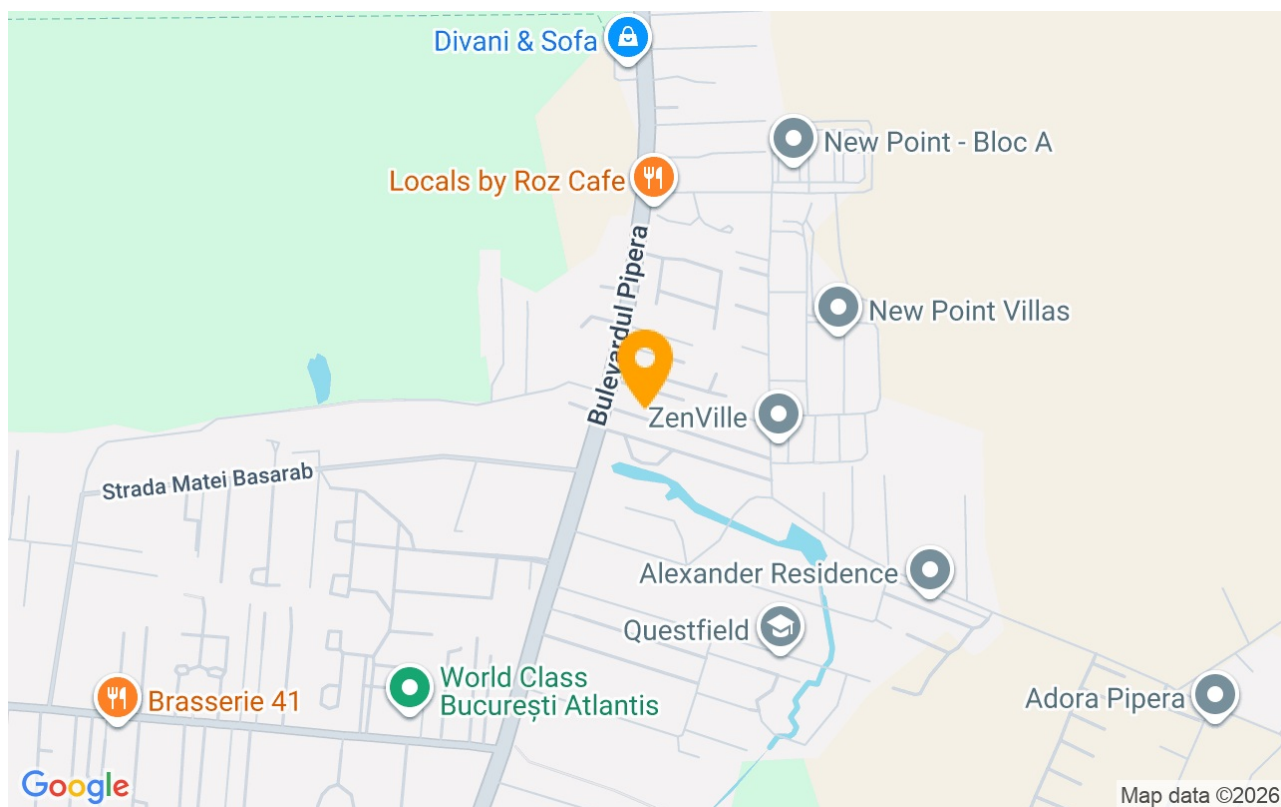 Divani & Sofa
New Point - Bloc A
Locals by Roz Cafe
Bulevardul Pipera
New Point Villas
ZenVille
Strada Matei Basarab
Alexander Residence
Questfield
World Class
București Atlantis
Adora Pipera
Brasserie 41
Google
Map data ©2026